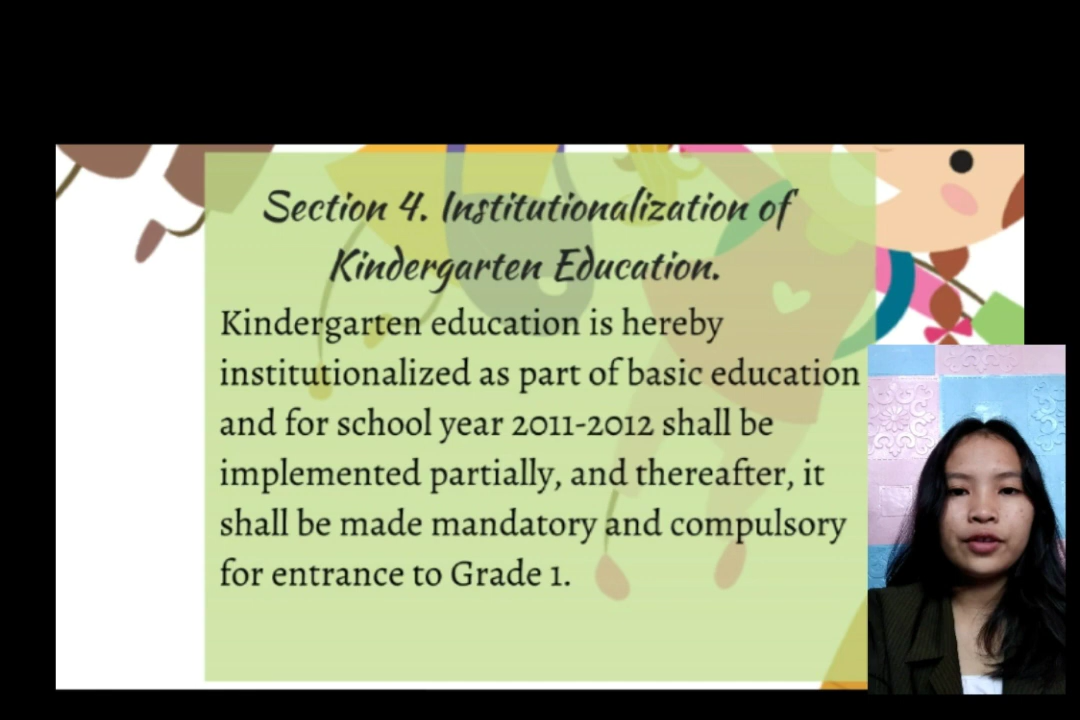 Section 4. Institutionalization of
Kindergarten Education.
Kindergarten education is hereby
institutionalized as part of basic education
and for school year 2011-2012 shall be
implemented partially, and thereafter, it
shall be made mandatory and compulsory
for entrance to Grade 1.